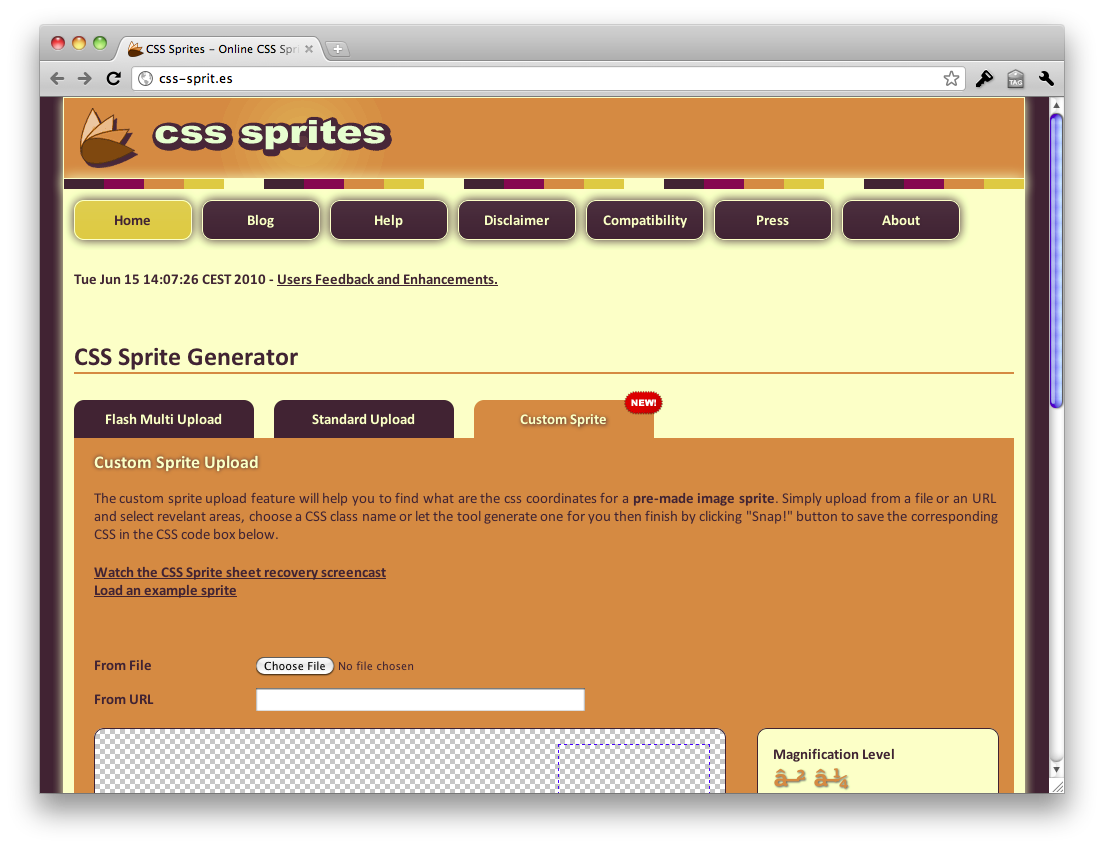 CSS Sprites – Online CSS Spr
css-sprit.es
TAG
css sprites
Home Blog Help Disclaimer Compatibility Press About
Tue Jun 15 14:07:26 CEST 2010 - Users Feedback and Enhancements.
CSS Sprite Generator
NEW!
Flash Multi Upload Standard Upload Custom Sprite
Custom Sprite Upload
The custom sprite upload feature will help you to find what are the css coordinates for a pre-made image sprite. Simply upload from a file or an URL
and select revelant areas, choose a CSS class name or let the tool generate one for you then finish by clicking "Snap!" button to save the corresponding
CSS in the CSS code box below.
Watch the CSS Sprite sheet recovery screencast
Load an example sprite
From File Choose File No file chosen
From URL
Magnification Level
â–² â–¼